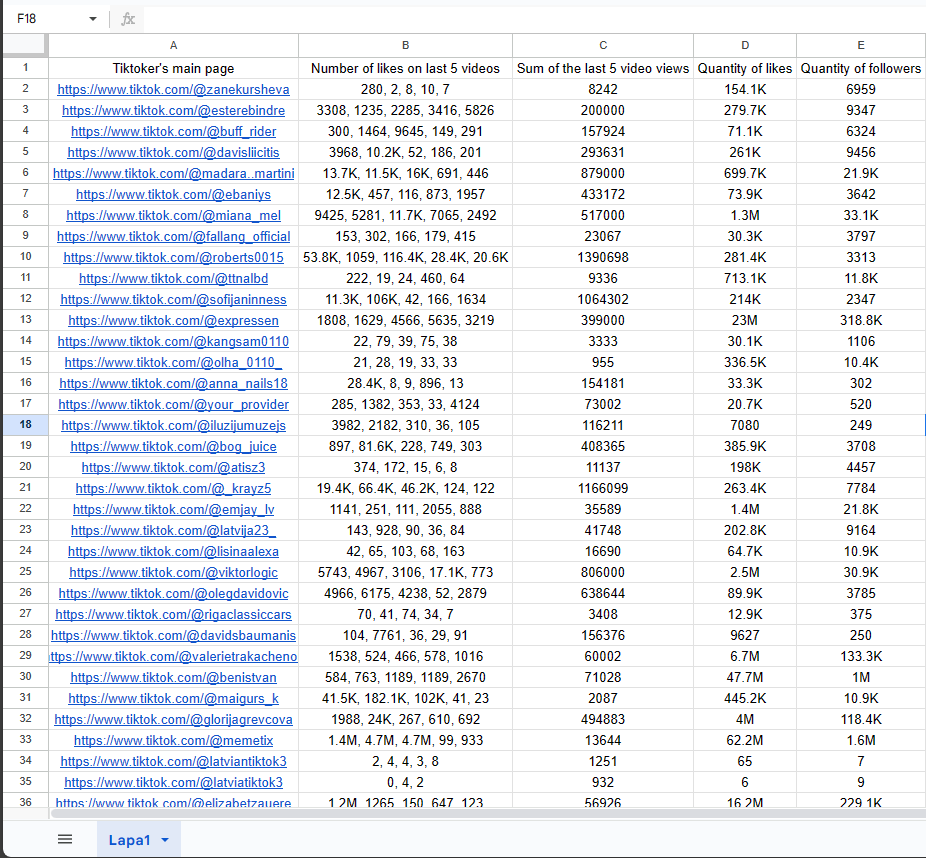 F18 fx
A B C D E
1 Tiktoker's main page Number of likes on last 5 videos Sum of the last 5 video views Quantity of likes Quantity of followers
2 https://www.tiktok.com/@zanekursheva 280, 2, 8, 10, 7 8242 154.1K 6959
3 https://www.tiktok.com/@esterebindre 3308, 1235, 2285, 3416, 5826 200000 279.7K 9347
4 https://www.tiktok.com/@buff_rider 300, 1464, 9645, 149, 291 157924 71.1K 6324
5 https://www.tiktok.com/@davisliicitis 3968, 10.2K, 52, 186, 201 293631 261K 9456
6 https://www.tiktok.com/@madara..martini 13.7K, 11.5K, 16K, 691, 446 879000 699.7K 21.9K
7 https://www.tiktok.com/@ebaniys 12.5K, 457, 116, 873, 1957 433172 73.9K 3642
8 https://www.tiktok.com/@miana_mel 9425, 5281, 11.7K, 7065, 2492 517000 1.3M 33.1K
9 https://www.tiktok.com/@fallang_official 153, 302, 166, 179, 415 23067 30.3K 3797
10 https://www.tiktok.com/@roberts0015 53.8K, 1059, 116.4K, 28.4K, 20.6K 1390698 281.4K 3313
11 https://www.tiktok.com/@ttnalbd 222, 19, 24, 460, 64 9336 713.1K 11.8K
12 https://www.tiktok.com/@sofijaninness 11.3K, 106K, 42, 166, 1634 1064302 214K 2347
13 https://www.tiktok.com/@expressen 1808, 1629, 4566, 5635, 3219 399000 23M 318.8K
14 https://www.tiktok.com/@kangsam0110 22, 79, 39, 75, 38 3333 30.1K 1106
15 https://www.tiktok.com/@olha_0110_ 21, 28, 19, 33, 33 955 336.5K 10.4K
16 https://www.tiktok.com/@anna_nails18 28.4K, 8, 9, 896, 13 154181 33.3K 302
17 https://www.tiktok.com/@your_provider 285, 1382, 353, 33, 4124 73002 20.7K 520
18 https://www.tiktok.com/@iluzijumuzejs 3982, 2182, 310, 36, 105 116211 7080 249
19 https://www.tiktok.com/@bog_juice 897, 81.6K, 228, 749, 303 408365 385.9K 3708
20 https://www.tiktok.com/@atisz3 374, 172, 15, 6, 8 11137 198K 4457
21 https://www.tiktok.com/@_krayz5 19.4K, 66.4K, 46.2K, 124, 122 1166099 263.4K 7784
22 https://www.tiktok.com/@emjay_lv 1141, 251, 111, 2055, 888 35589 1.4M 21.8K
23 https://www.tiktok.com/@latvija23_ 143, 928, 90, 36, 84 41748 202.8K 9164
24 https://www.tiktok.com/@lisinaalexa 42, 65, 103, 68, 163 16690 64.7K 10.9K
25 https://www.tiktok.com/@viktorlogic 5743, 4967, 3106, 17.1K, 773 806000 2.5M 30.9K
26 https://www.tiktok.com/@olegdavidovic 4966, 6175, 4238, 52, 2879 638644 89.9K 3785
27 https://www.tiktok.com/@rigaclassiccars 70, 41, 74, 34, 7 3408 12.9K 375
28 https://www.tiktok.com/@davidsbaumanis 104, 7761, 36, 29, 91 156376 9627 250
29 ttps://www.tiktok.com/@valerietrakacheno 1538, 524, 466, 578, 1016 60002 6.7M 133.3K
30 https://www.tiktok.com/@benistvan 584, 763, 1189, 1189, 2670 71028 47.7M 1M
31 https://www.tiktok.com/@maigurs_k 41.5K, 182.1K, 102K, 41, 23 2087 445.2K 10.9K
32 https://www.tiktok.com/@glorijagrevcova 1988, 24K, 267, 610, 692 494883 4M 118.4K
33 https://www.tiktok.com/@memetix 1.4M, 4.7M, 4.7M, 99, 933 13644 62.2M 1.6M
34 https://www.tiktok.com/@latviantiktok3 2, 4, 4, 3, 8 1251 65 7
35 https://www.tiktok.com/@latviatiktok3 0, 4, 2 932 6 9
36 https://www.tiktok.com/@elizabetzauere 1.2M, 1265, 150, 647, 123 56926 16.2M 229.1K
Lapa1